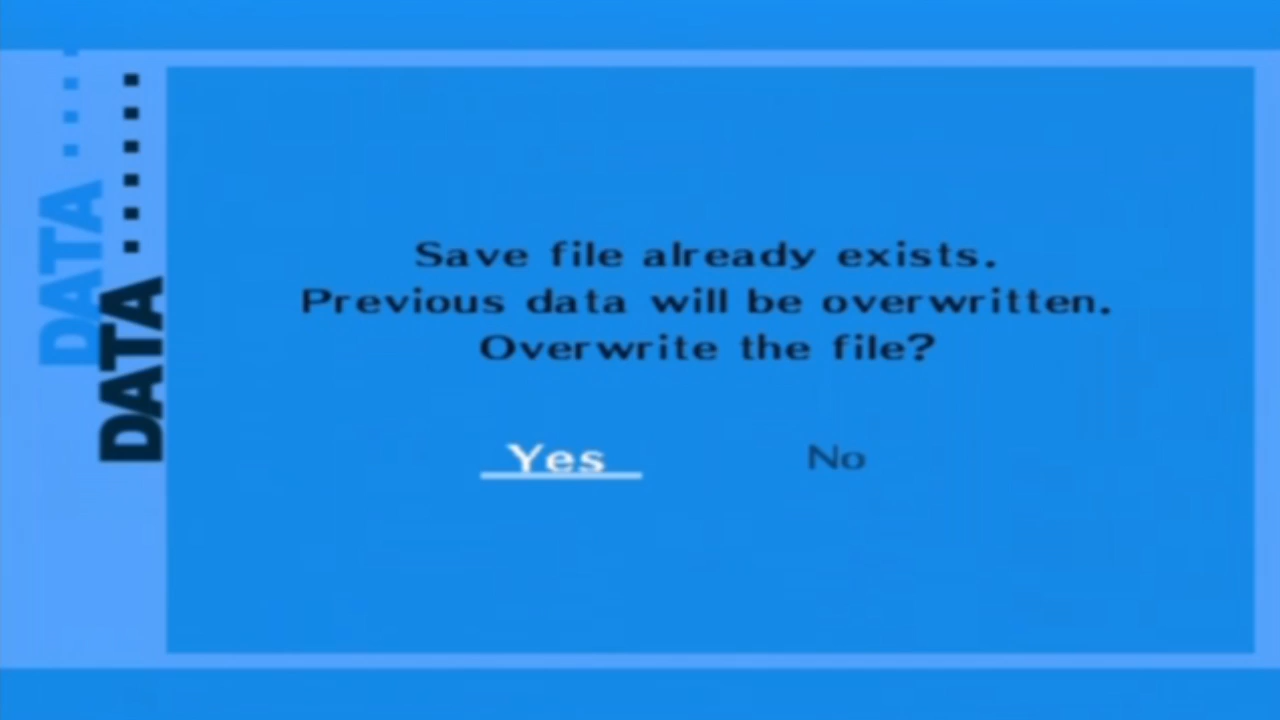 DATA
DATA
Save file already exists.
Previous data will be overwritten.
Overwrite the file?
Yes No